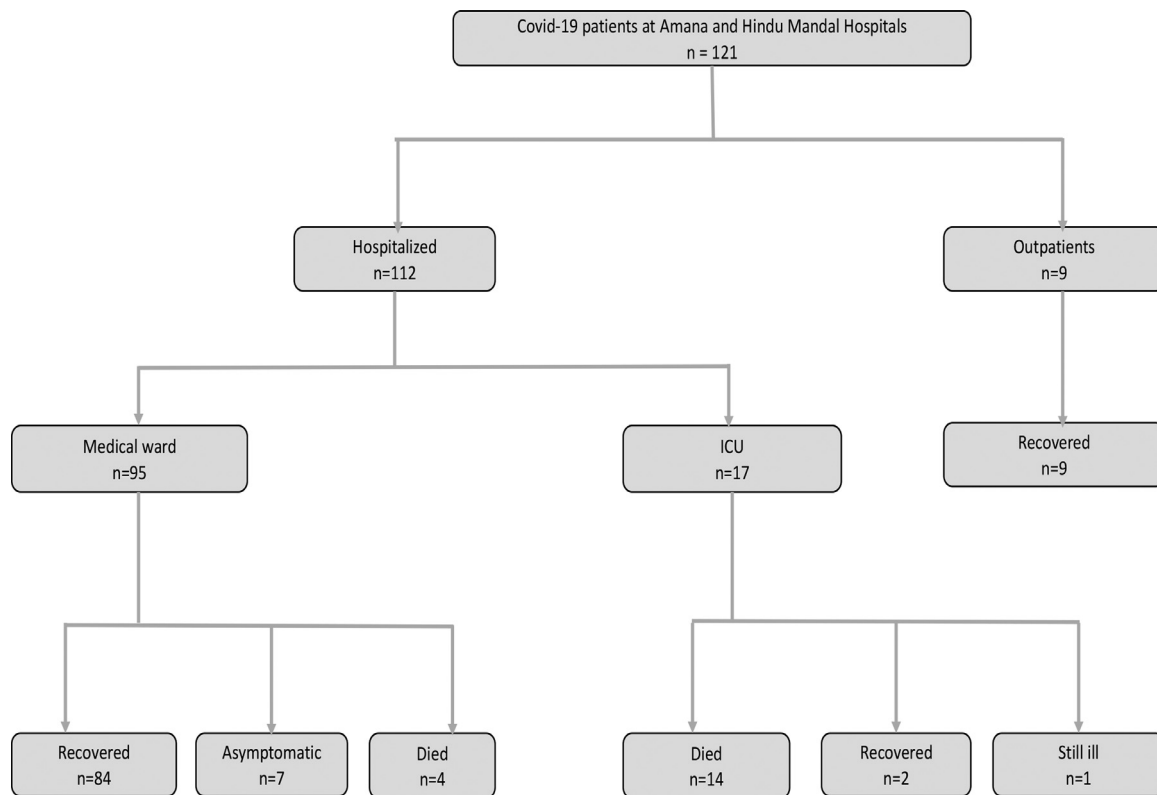 Covid-19 patients at Amana and Hindu Mandal Hospitals
n = 121
Hospitalized
n=112
Outpatients
n=9
Medical ward
n=95
ICU
n=17
Recovered
n=9
Recovered
n=84
Asymptomatic
n=7
Died
n=4
Died
n=14
Recovered
n=2
Still ill
n=1